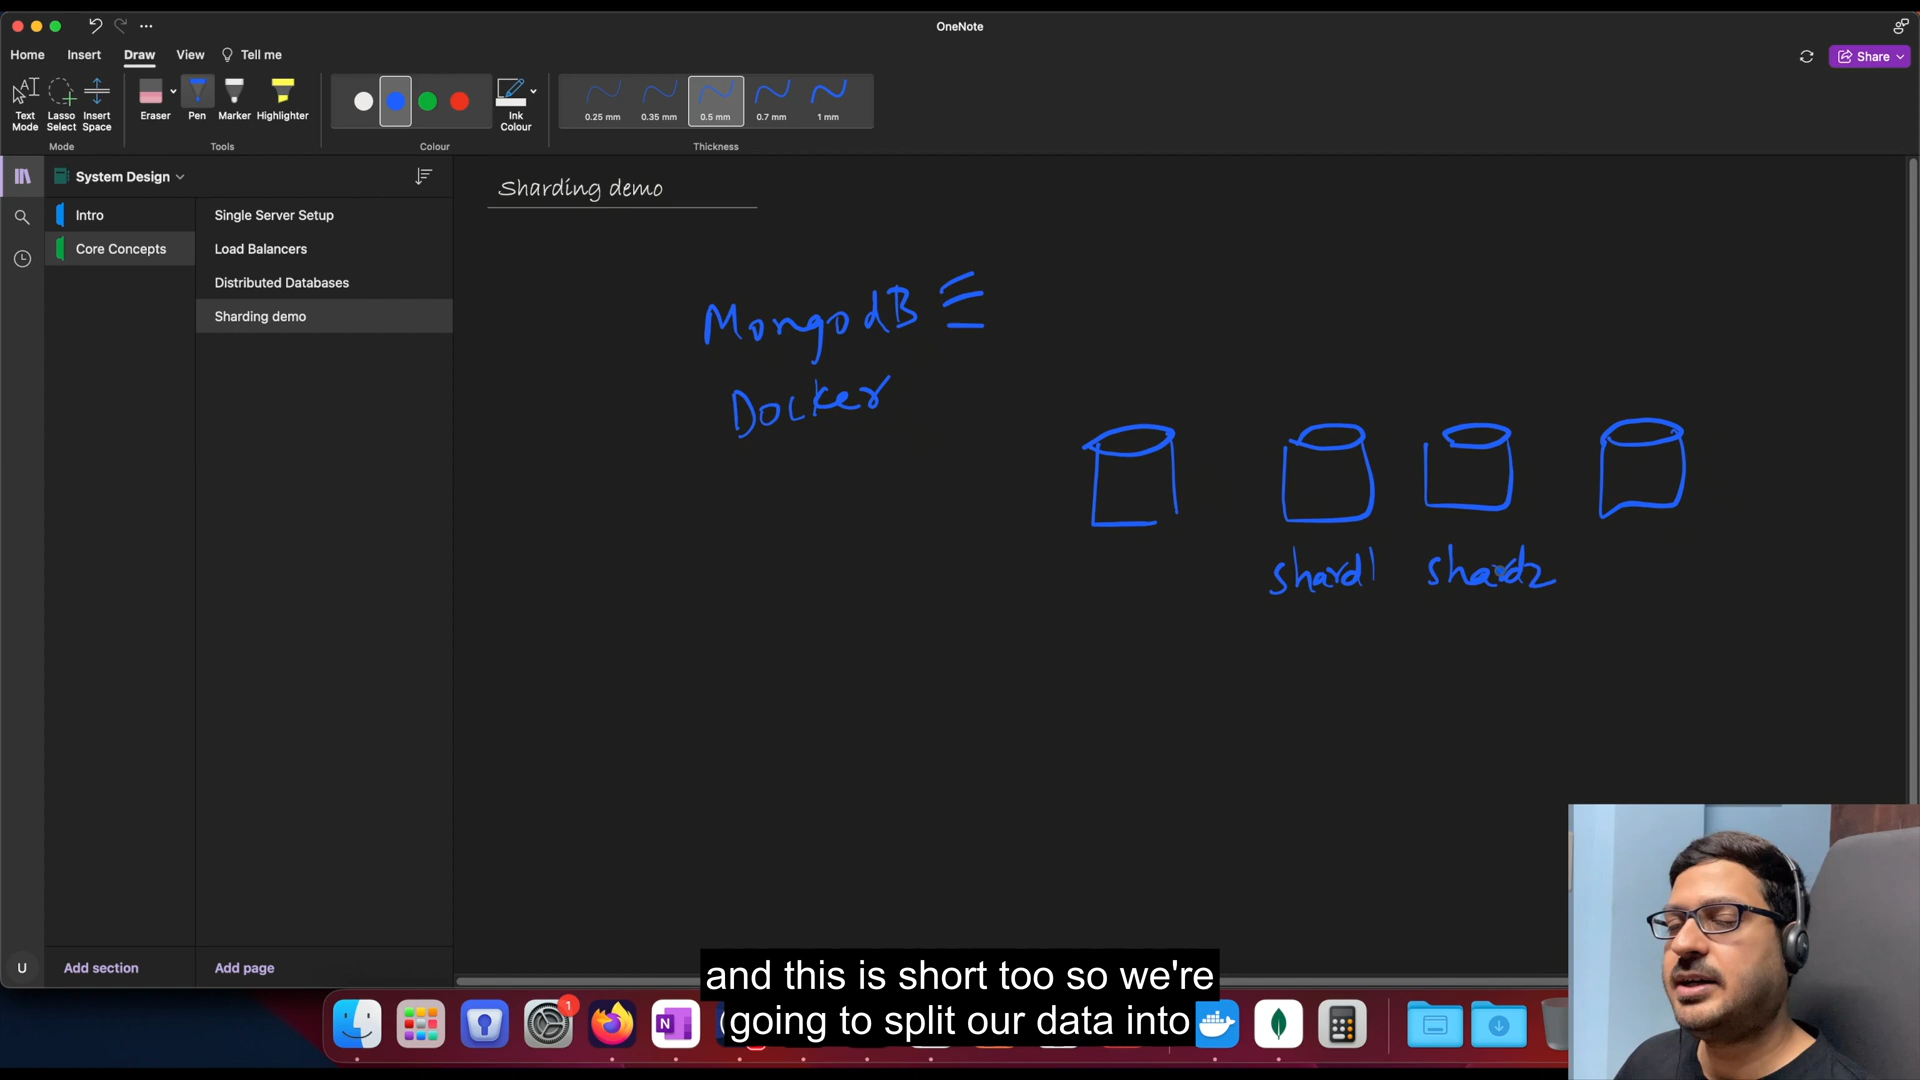 OneNote
Home Insert Draw View Tell me
Share
Text Mode
Lasso Select
Insert Space
Eraser
Pen
Marker
Highlighter
Ink Colour
0.25 mm
0.35 mm
0.5 mm
0.7 mm
1 mm
Mode
Tools
Colour
Thickness
System Design
Intro
Core Concepts
Single Server Setup
Load Balancers
Distributed Databases
Sharding demo
Sharding demo
MongodB
Docker
shard1
shard2
U
Add section
Add page
and this is short too so we're
going to split our data into
1
N